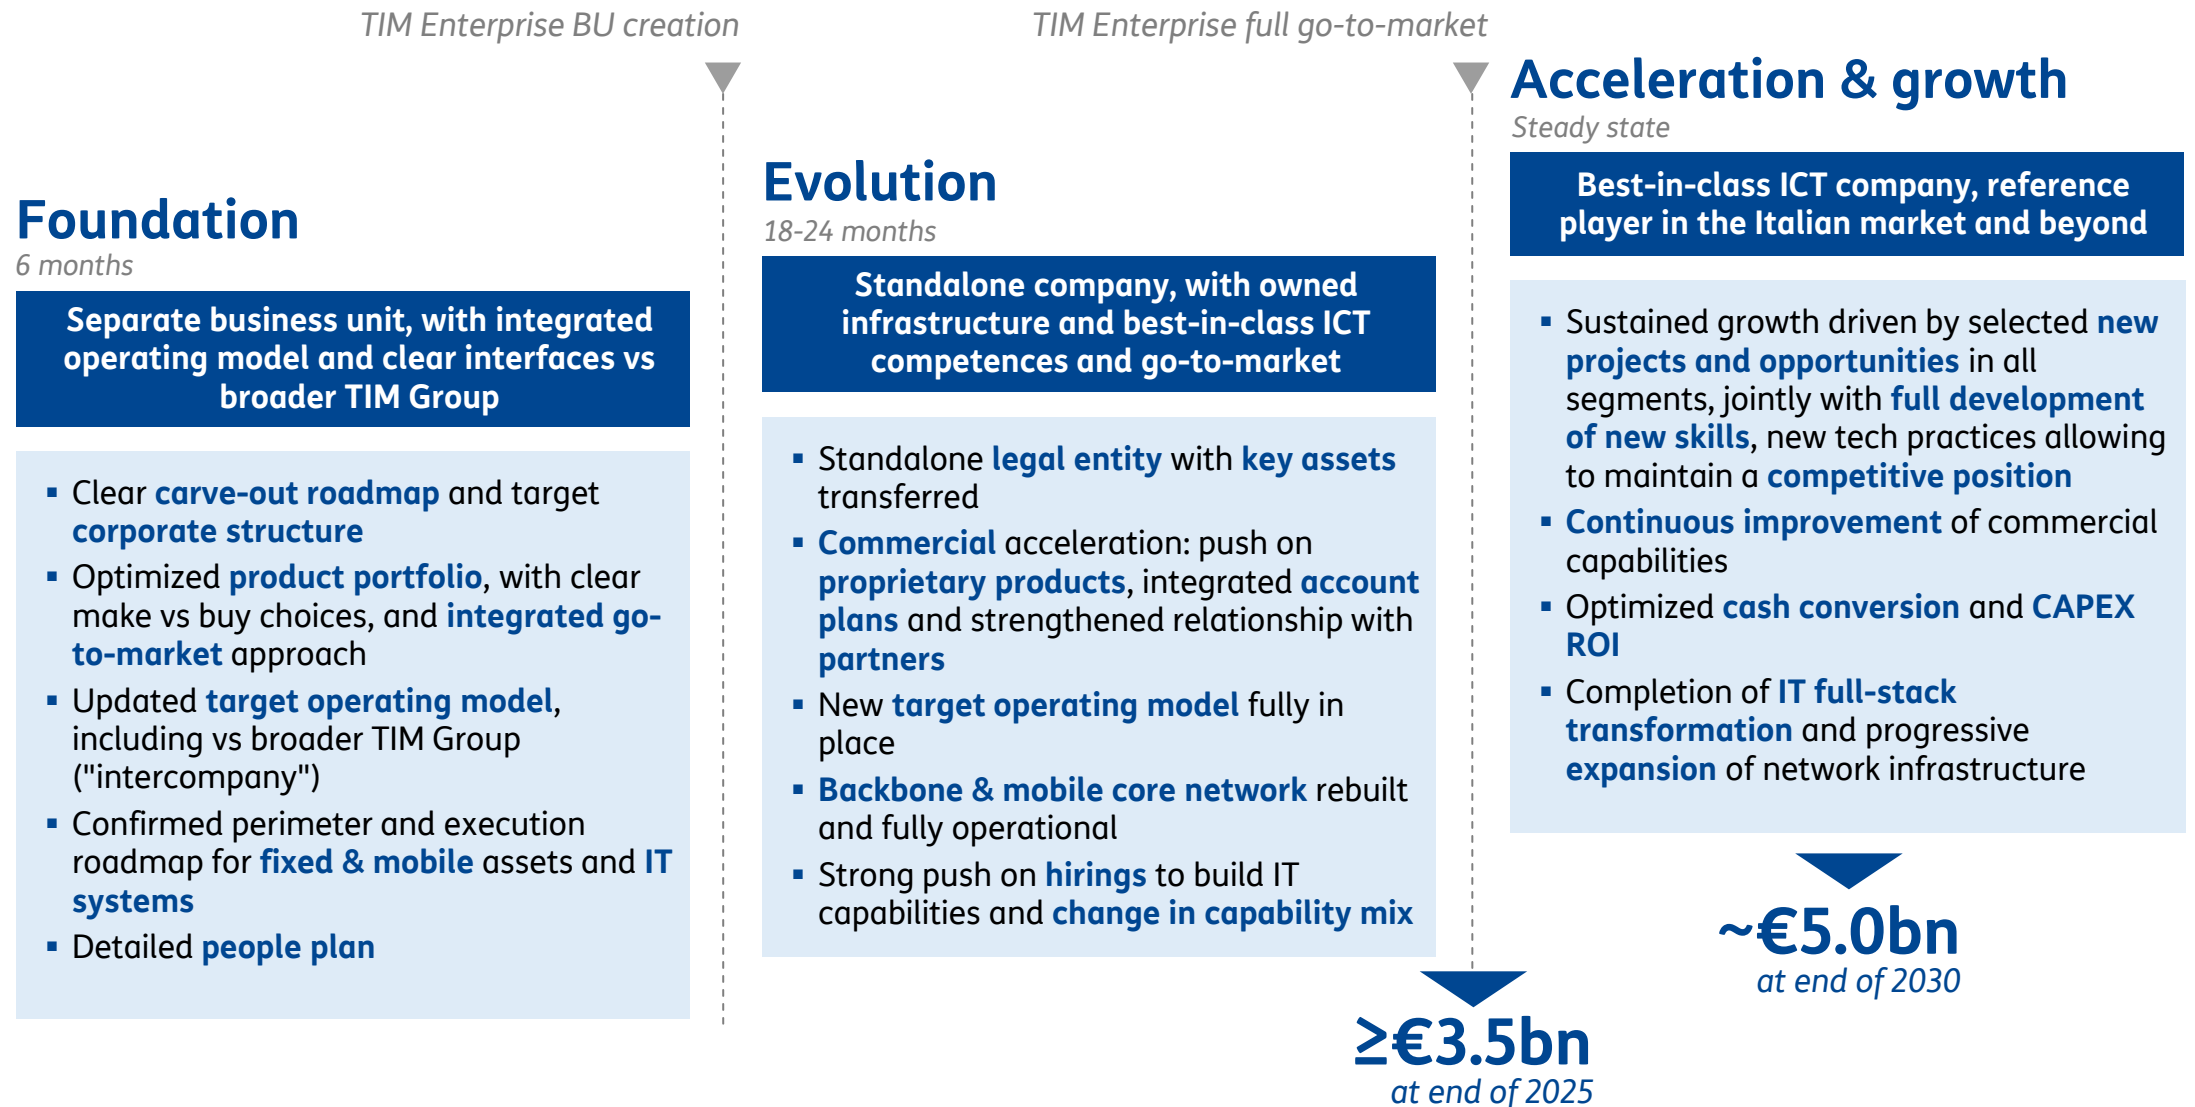 TIM Enterprise BU creation
TIM Enterprise full go-to-market
Foundation
6 months
Separate business unit, with integrated
operating model and clear interfaces vs
broader TIM Group
▪ Clear carve-out roadmap and target
corporate structure
▪ Optimized product portfolio, with clear
make vs buy choices, and integrated go-
to-market approach
▪ Updated target operating model,
including vs broader TIM Group
("intercompany")
▪ Confirmed perimeter and execution
roadmap for fixed & mobile assets and IT
systems
▪ Detailed people plan
Evolution
18-24 months
Standalone company, with owned
infrastructure and best-in-class ICT
competences and go-to-market
▪ Standalone legal entity with key assets
transferred
▪ Commercial acceleration: push on
proprietary products, integrated account
plans and strengthened relationship with
partners
▪ New target operating model fully in
place
▪ Backbone & mobile core network rebuilt
and fully operational
▪ Strong push on hirings to build IT
capabilities and change in capability mix
≥€3.5bn
at end of 2025
Acceleration & growth
Steady state
Best-in-class ICT company, reference
player in the Italian market and beyond
▪ Sustained growth driven by selected new
projects and opportunities in all
segments, jointly with full development
of new skills, new tech practices allowing
to maintain a competitive position
▪ Continuous improvement of commercial
capabilities
▪ Optimized cash conversion and CAPEX
ROI
▪ Completion of IT full-stack
transformation and progressive
expansion of network infrastructure
~€5.0bn
at end of 2030